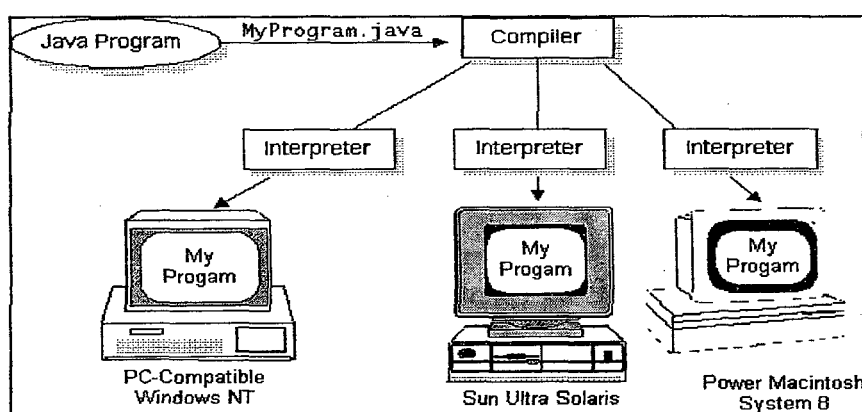 Java Program
MyProgram.java
Compiler
Interpreter
Interpreter
Interpreter
My
Progam
My
Progam
My
Progam
PC-Compatible
Windows NT
Sun Ultra Solaris
Power Macintosh
System 8